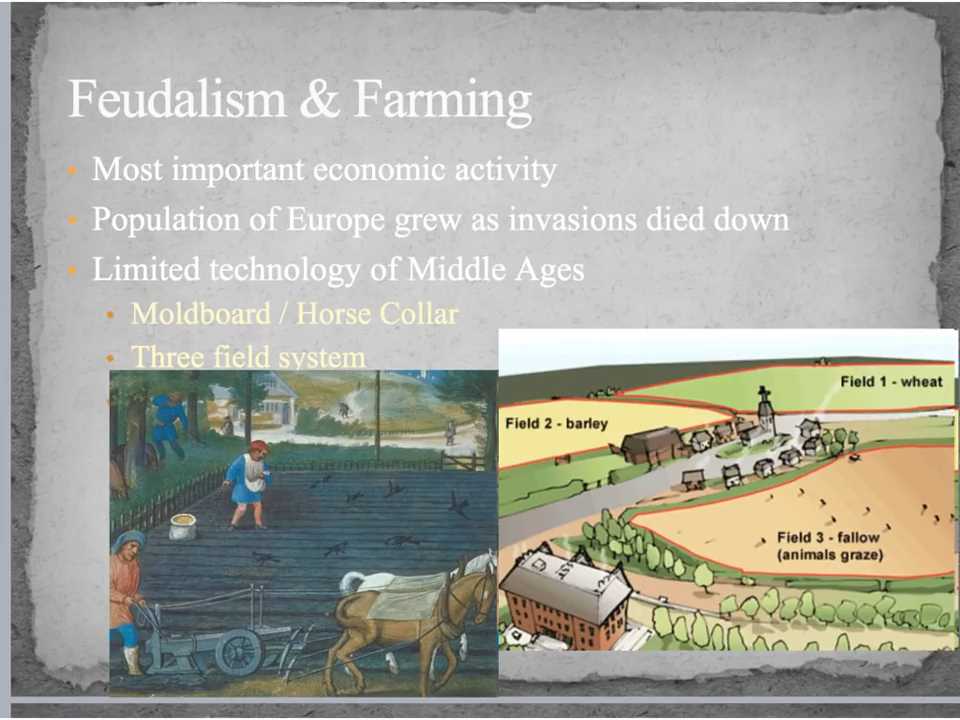 Feudalism & Farming
Most important economic activity
Population of Europe grew as invasions died down
Limited technology of Middle Ages
Moldboard / Horse Collar
Three field system
Field 1 - wheat
Field 2 - barley
Field 3 - fallow
(animals graze)